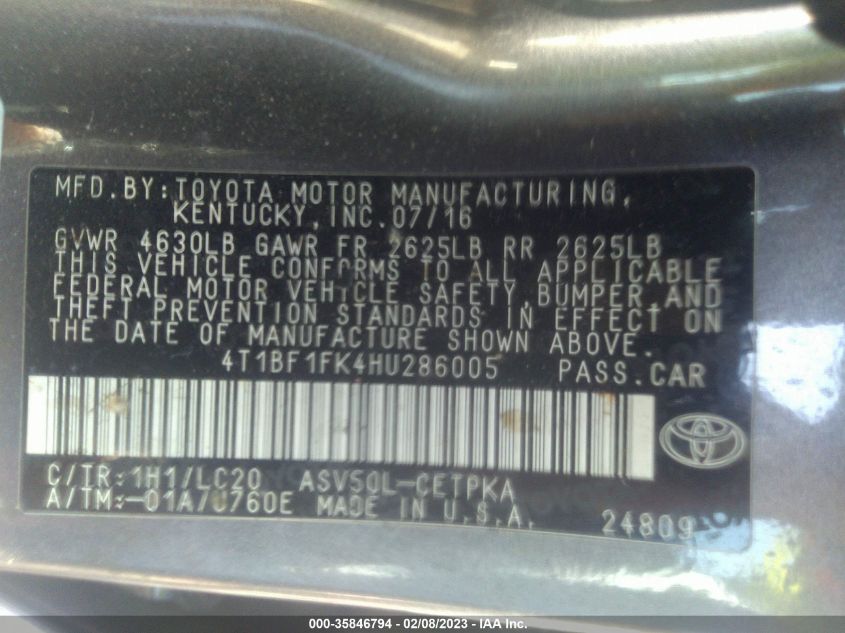 MFD.BY:TOYOTA MOTOR MANUFACTURING,
KENTUCKY,INC.07/16
GVWR 4630LB GAWR FR 2625LB RR 2625LB
THIS VEHICLE CONFORMS TO ALL APPLICABLE
FEDERAL MOTOR VEHICLE SAFETY,BUMPER,AND
THEFT PREVENTION STANDARDS IN EFFECT ON
THE DATE OF MANUFACTURE SHOWN ABOVE.
4T1BF1FK4HU286005 PASS.CAR
C/TR:1H1/LC20 ASV50L-CETPKA
A/TM:-01A/U760E MADE IN U.S.A.
24809
000-35846794 - 02/08/2023 - IAA Inc.